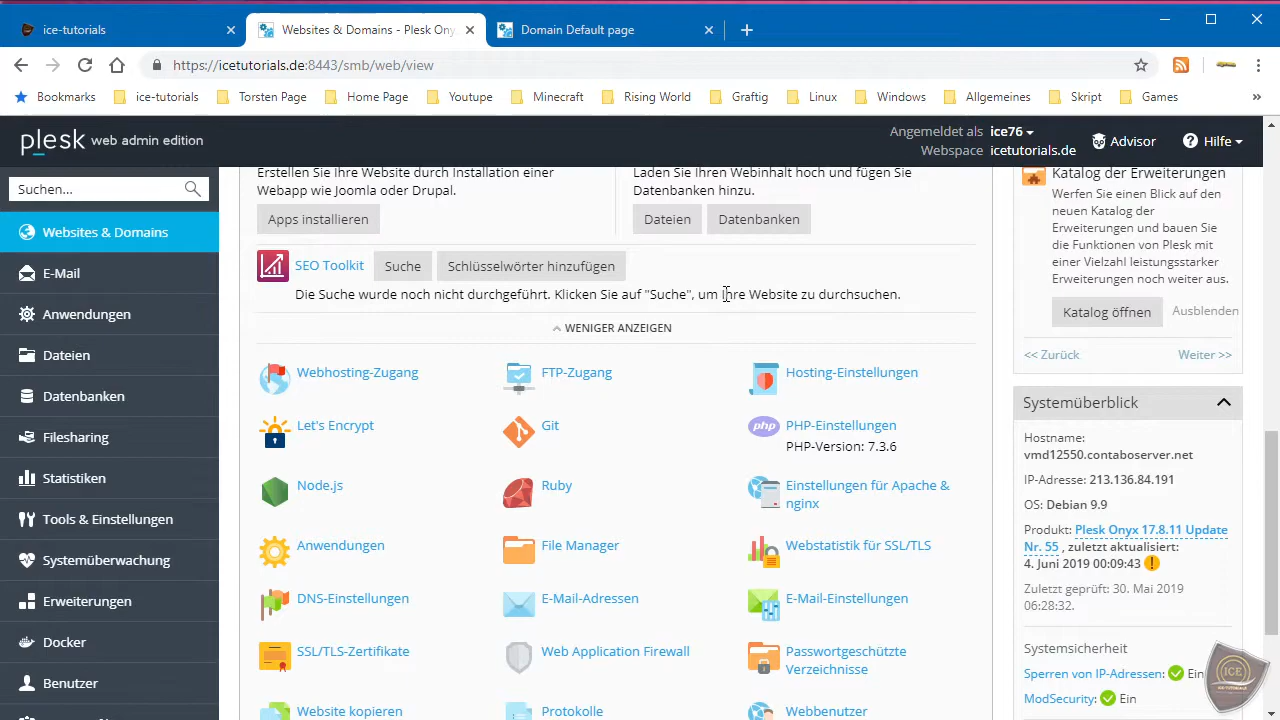 ice-tutorials
Websites & Domains - Plesk Ony
Domain Default page
https://icetutorials.de:8443/smb/web/view
Bookmarks
ice-tutorials
Torsten Page
Home Page
Youtube
Minecraft
Rising World
Graftig
Linux
Windows
Allgemeines
Skript
Games
plesk web admin edition
Angemeldet als ice76
Webspace icetutorials.de
Advisor
Hilfe
Suchen...
Websites & Domains
E-Mail
Anwendungen
Dateien
Datenbanken
Filesharing
Statistiken
Tools & Einstellungen
Systemüberwachung
Erweiterungen
Docker
Benutzer
Erstellen Sie Ihre Website durch Installation einer
Webapp wie Joomla oder Drupal.
Apps installieren
Laden Sie Ihren Webinhalt hoch und fügen Sie
Datenbanken hinzu.
Dateien
Datenbanken
SEO Toolkit
Suche
Schlüsselwörter hinzufügen
Die Suche wurde noch nicht durchgeführt. Klicken Sie auf "Suche", um Ihre Website zu durchsuchen.
WENIGER ANZEIGEN
Webhosting-Zugang
FTP-Zugang
Hosting-Einstellungen
Let's Encrypt
Git
php
PHP-Einstellungen
PHP-Version: 7.3.6
Node.js
Ruby
Einstellungen für Apache &
nginx
Anwendungen
File Manager
Webstatistik für SSL/TLS
DNS-Einstellungen
E-Mail-Adressen
E-Mail-Einstellungen
SSL/TLS-Zertifikate
Web Application Firewall
Passwortgeschützte
Verzeichnisse
Website kopieren
Protokolle
Webbenutzer
Katalog der Erweiterungen
Werfen Sie einen Blick auf den
neuen Katalog der
Erweiterungen und bauen Sie
die Funktionen von Plesk mit
einer Vielzahl leistungsstarker
Erweiterungen noch weiter aus.
Katalog öffnen
Ausblenden
<< Zurück
Weiter >>
Systemüberblick
Hostname:
vmd12550.contaboserver.net
IP-Adresse: 213.136.84.191
OS: Debian 9.9
Produkt: Plesk Onyx 17.8.11 Update
Nr. 55 , zuletzt aktualisiert:
4. Juni 2019 00:09:43
Zuletzt geprüft: 30. Mai 2019
06:28:32.
Systemsicherheit
Sperren von IP-Adressen: Ein
ModSecurity: Ein
ICE
ICE-TUTORIALS